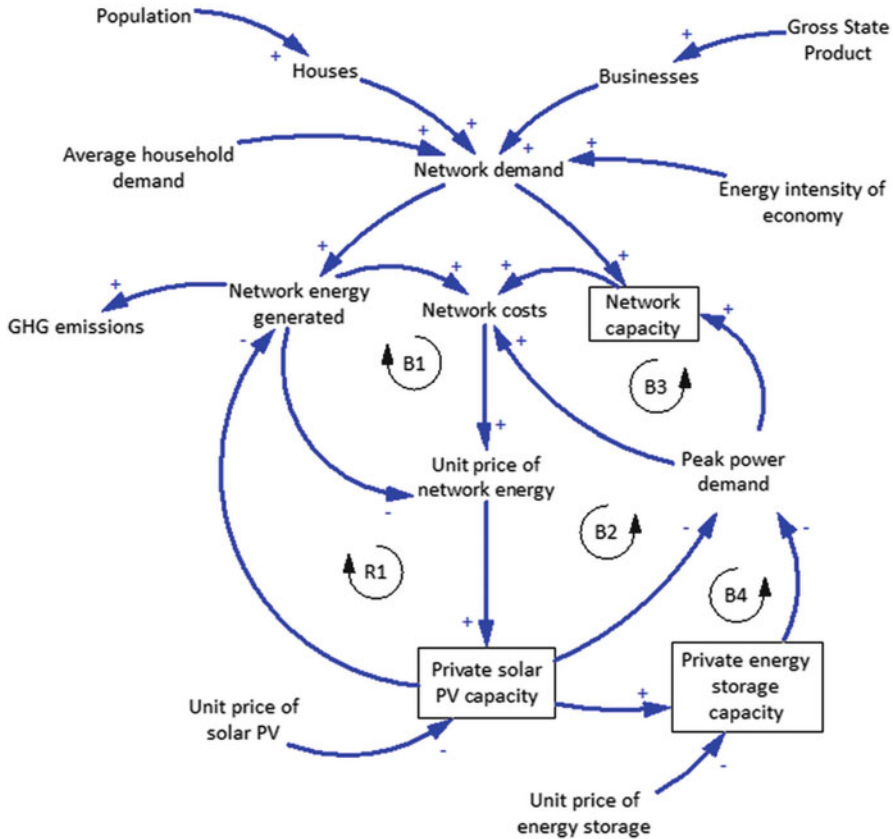 Population
Gross State
Product
+
+
Houses
Businesses
+
+
+
+
Average household
demand
Network demand
Energy intensity of
economy
+
+
+
+
+
Network energy
generated
Network
capacity
GHG emissions
Network costs
+
-
+
B1
B3
+
Unit price of
network energy
Peak power
demand
-
-
-
B2
R1
B4
+
Private solar
PV capacity
Private energy
storage
capacity
+
Unit price of
solar PV
-
-
Unit price of
energy storage